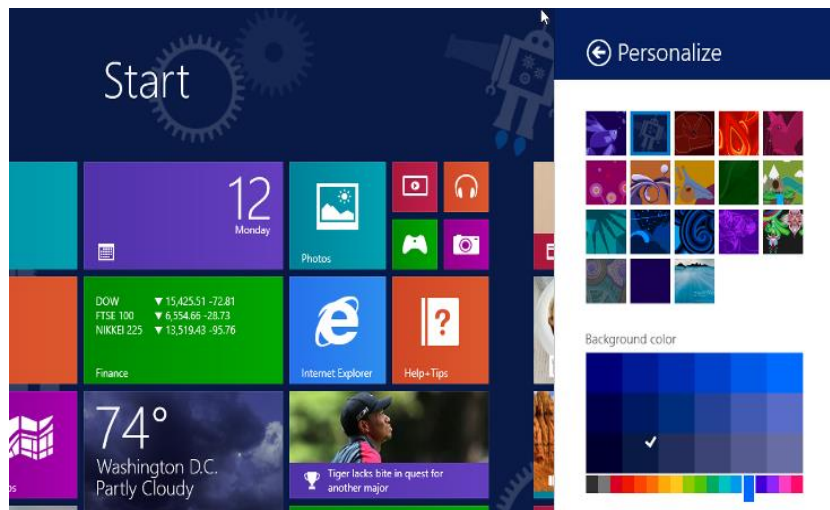 Start
Personalize
12
Monday
Photos
DOW ▼ 15,425.51 -72.81
FTSE 100 ▼ 6,554.66 -28.73
NIKKEI 225 ▼ 13,519.43 -95.76
Finance
Internet Explorer
Help+Tips
74°
Washington D.C.
Partly Cloudy
Tiger lacks bite in quest for
another major
Background color